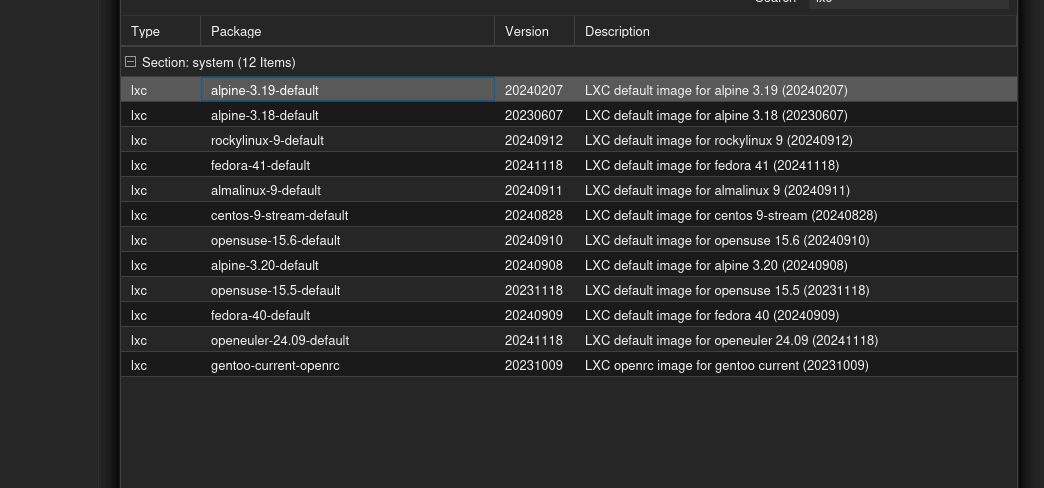 Type Package Version Description
Section: system (12 Items)
lxc alpine-3.19-default 20240207 LXC default image for alpine 3.19 (20240207)
lxc alpine-3.18-default 20230607 LXC default image for alpine 3.18 (20230607)
lxc rockylinux-9-default 20240912 LXC default image for rockylinux 9 (20240912)
lxc fedora-41-default 20241118 LXC default image for fedora 41 (20241118)
lxc almalinux-9-default 20240911 LXC default image for almalinux 9 (20240911)
lxc centos-9-stream-default 20240828 LXC default image for centos 9-stream (20240828)
lxc opensuse-15.6-default 20240910 LXC default image for opensuse 15.6 (20240910)
lxc alpine-3.20-default 20240908 LXC default image for alpine 3.20 (20240908)
lxc opensuse-15.5-default 20231118 LXC default image for opensuse 15.5 (20231118)
lxc fedora-40-default 20240909 LXC default image for fedora 40 (20240909)
lxc openeuler-24.09-default 20241118 LXC default image for openeuler 24.09 (20241118)
lxc gentoo-current-openrc 20231009 LXC openrc image for gentoo current (20231009)